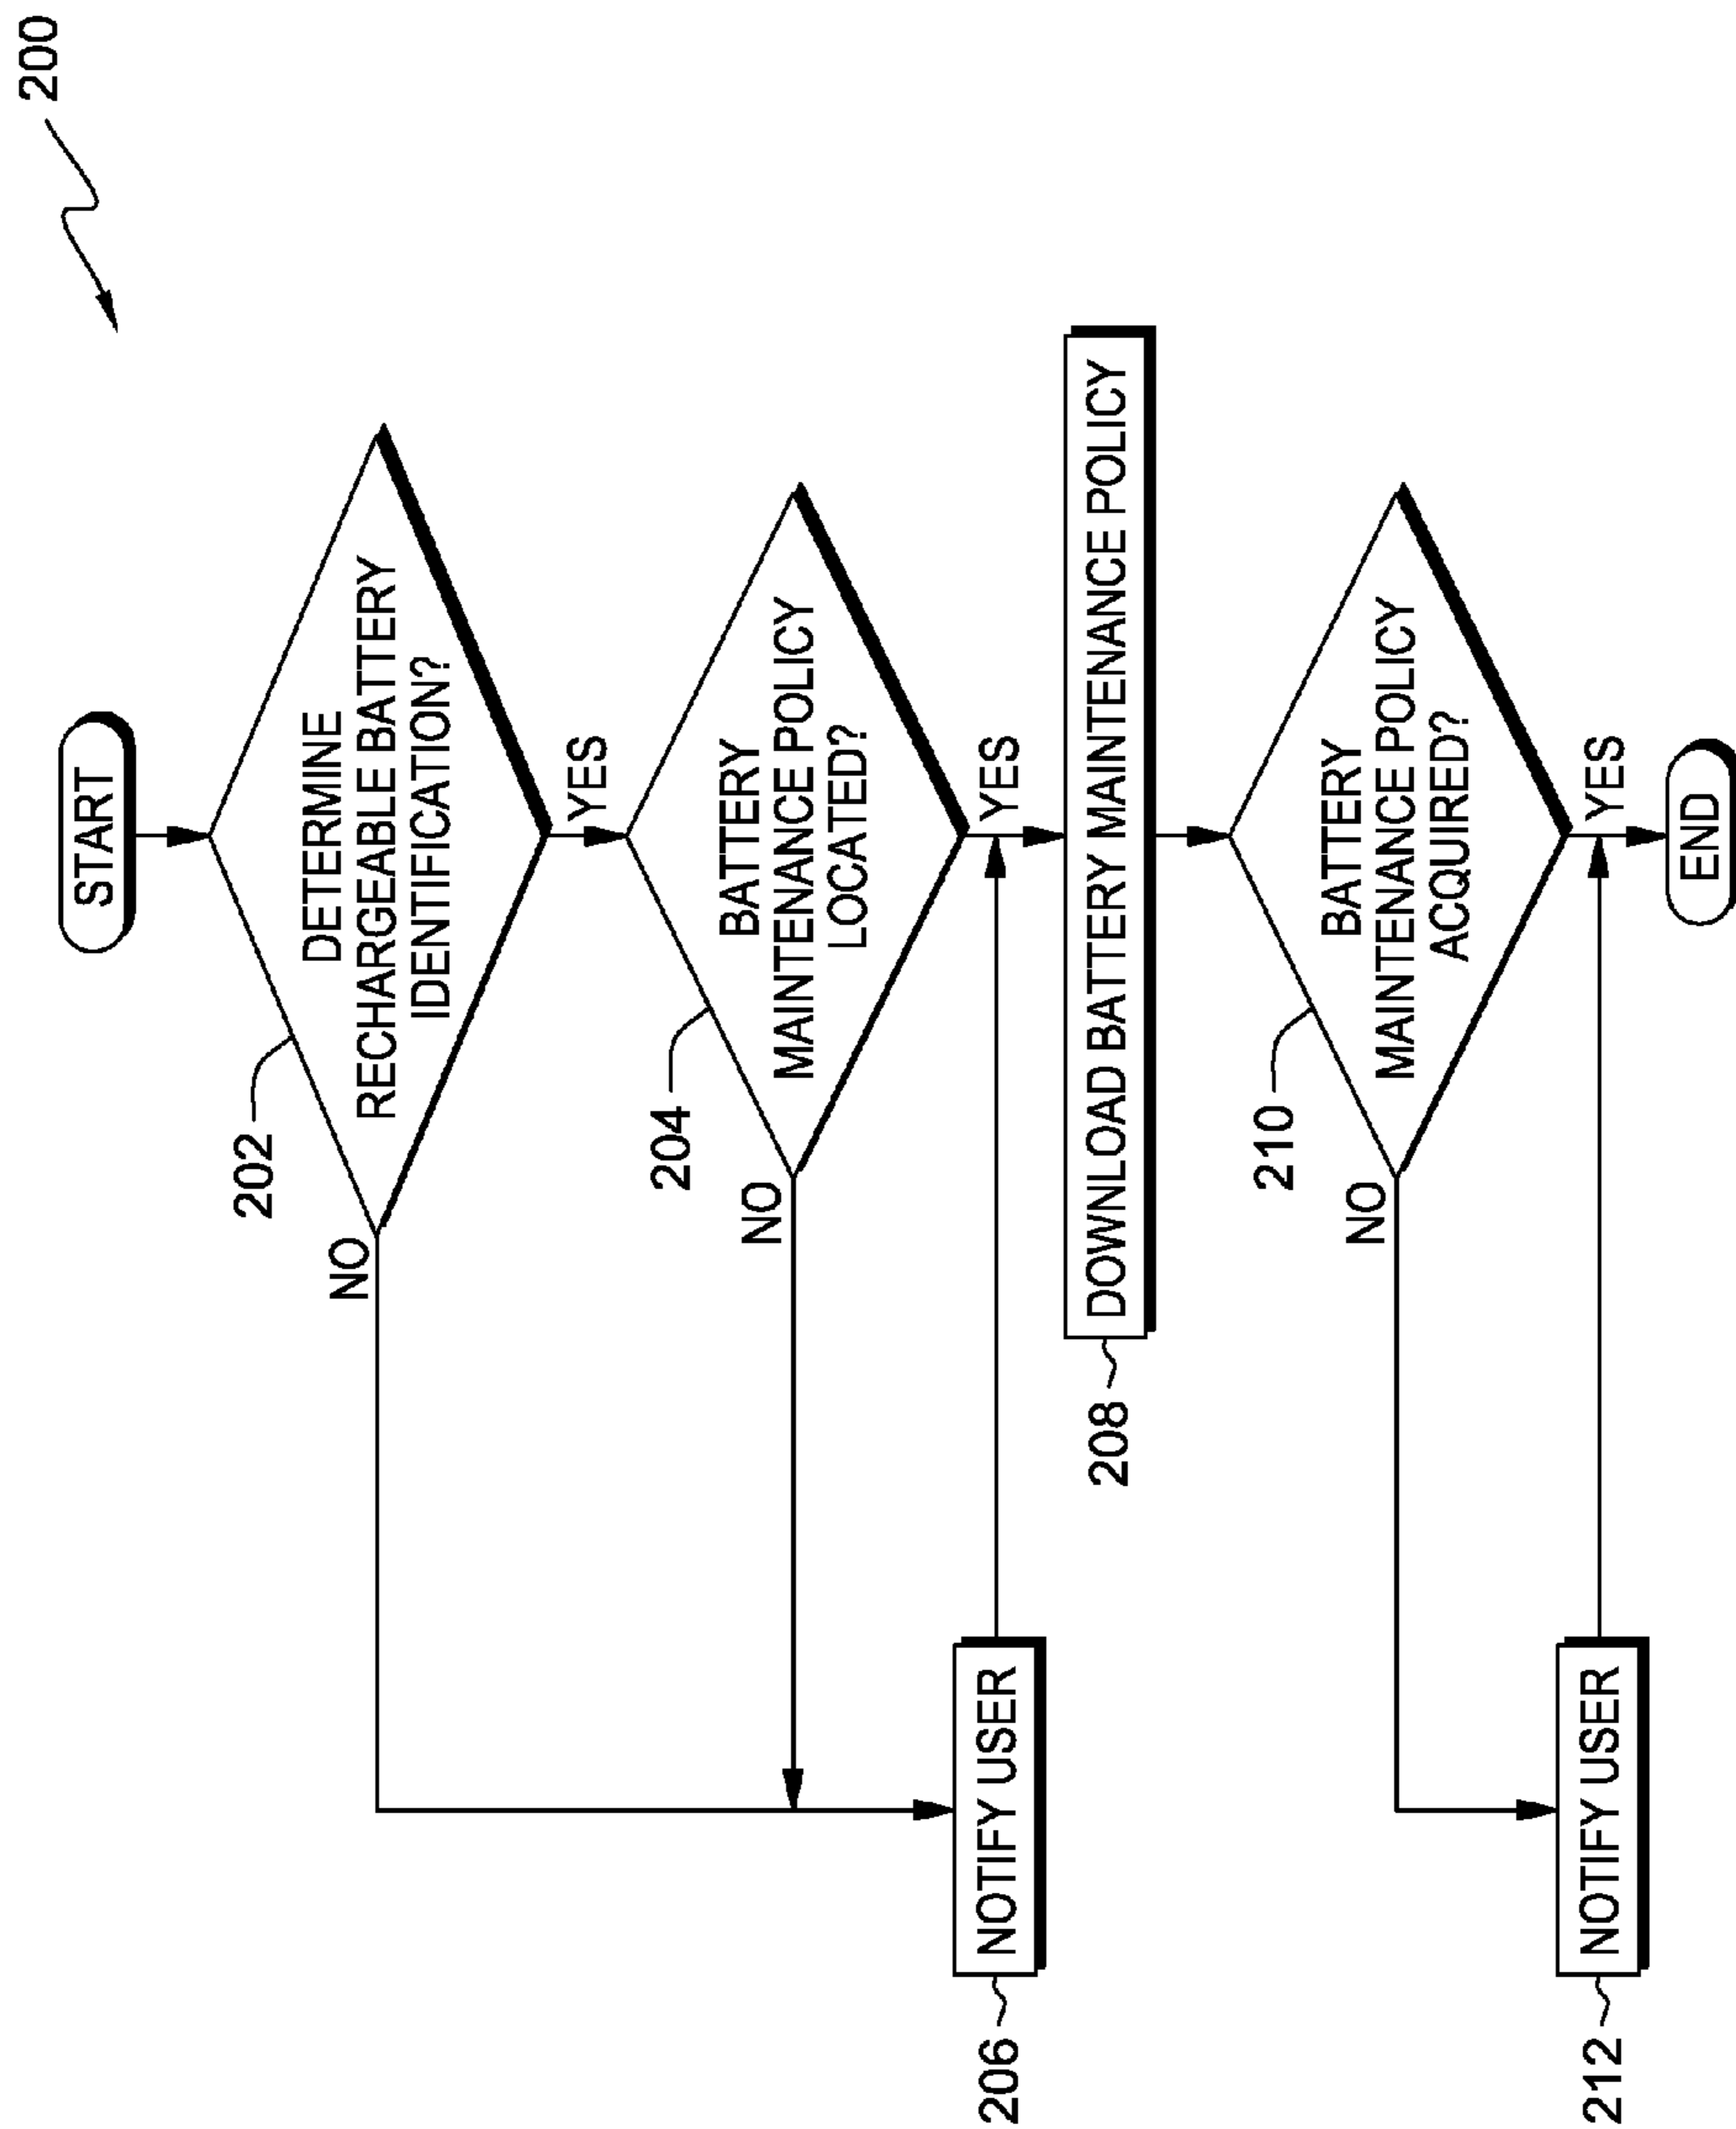 200
START
202
DETERMINE
RECHARGEABLE BATTERY
IDENTIFICATION?
NO
YES
204
BATTERY
MAINTENANCE POLICY
LOCATED?
NO
YES
206
NOTIFY USER
208
DOWNLOAD BATTERY MAINTENANCE POLICY
210
BATTERY
MAINTENANCE POLICY
ACQUIRED?
NO
YES
212
NOTIFY USER
END